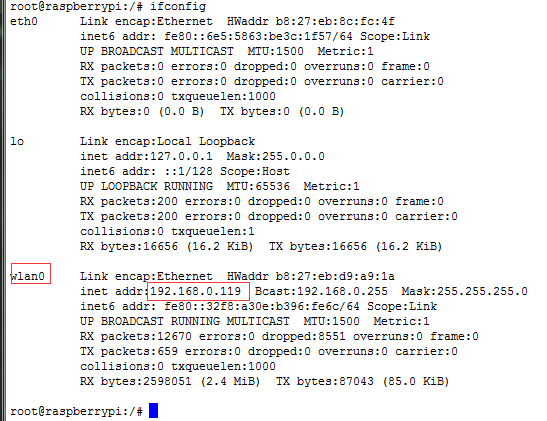 root@raspberrypi:/# ifconfig
eth0 Link encap:Ethernet HWaddr b8:27:eb:8c:fc:4f
inet6 addr: fe80::6e5:5863:be3c:1f57/64 Scope:Link
UP BROADCAST MULTICAST MTU:1500 Metric:1
RX packets:0 errors:0 dropped:0 overruns:0 frame:0
TX packets:0 errors:0 dropped:0 overruns:0 carrier:0
collisions:0 txqueuelen:1000
RX bytes:0 (0.0 B) TX bytes:0 (0.0 B)
lo Link encap:Local Loopback
inet addr:127.0.0.1 Mask:255.0.0.0
inet6 addr: ::1/128 Scope:Host
UP LOOPBACK RUNNING MTU:65536 Metric:1
RX packets:200 errors:0 dropped:0 overruns:0 frame:0
TX packets:200 errors:0 dropped:0 overruns:0 carrier:0
collisions:0 txqueuelen:1
RX bytes:16656 (16.2 KiB) TX bytes:16656 (16.2 KiB)
wlan0 Link encap:Ethernet HWaddr b8:27:eb:d9:a9:1a
inet addr:192.168.0.119 Bcast:192.168.0.255 Mask:255.255.255.0
inet6 addr: fe80::32f8:a30e:b396:fe6c/64 Scope:Link
UP BROADCAST RUNNING MULTICAST MTU:1500 Metric:1
RX packets:12670 errors:0 dropped:8551 overruns:0 frame:0
TX packets:659 errors:0 dropped:0 overruns:0 carrier:0
collisions:0 txqueuelen:1000
RX bytes:2598051 (2.4 MiB) TX bytes:87043 (85.0 KiB)
root@raspberrypi:/#